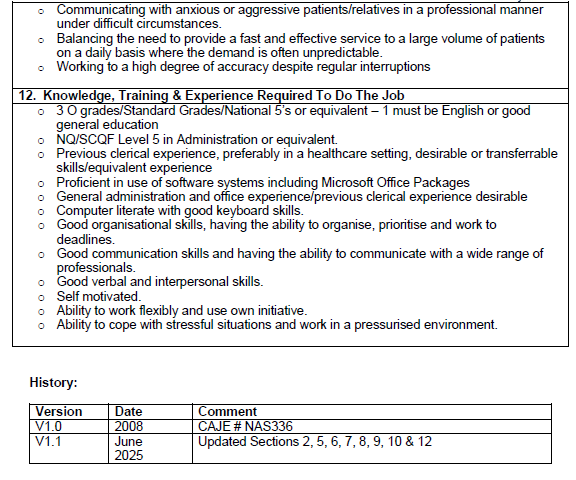 o Communicating with anxious or aggressive patients/relatives in a professional manner
under difficult circumstances.
o Balancing the need to provide a fast and effective service to a large volume of patients
on a daily basis where the demand is often unpredictable.
o Working to a high degree of accuracy despite regular interruptions
12. Knowledge, Training & Experience Required To Do The Job
o 3 O grades/Standard Grades/National 5's or equivalent – 1 must be English or good
general education
o NQ/SCQF Level 5 in Administration or equivalent.
o Previous clerical experience, preferably in a healthcare setting, desirable or transferrable
skills/equivalent experience
o Proficient in use of software systems including Microsoft Office Packages
o General administration and office experience/previous clerical experience desirable
o Computer literate with good keyboard skills.
o Good organisational skills, having the ability to organise, prioritise and work to
deadlines.
o Good communication skills and having the ability to communicate with a wide range of
professionals.
o Good verbal and interpersonal skills.
o Self motivated.
o Ability to work flexibly and use own initiative.
o Ability to cope with stressful situations and work in a pressurised environment.
History:
Version Date Comment
V1.0 2008 CAJE # NAS336
V1.1 June Updated Sections 2, 5, 6, 7, 8, 9, 10 & 12
2025